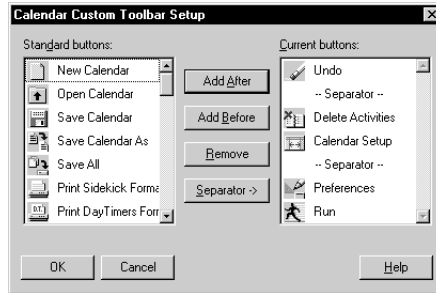 Calendar Custom Toolbar Setup
Standard buttons:
New Calendar
Open Calendar
Save Calendar
Save Calendar As
Save All
Print Sidekick Forma
D.T.
Print DayTimers Forr
Add After
Add Before
Remove
Separator ->
Current buttons:
Undo
-- Separator --
Delete Activities
Calendar Setup
-- Separator --
Preferences
Run
OK
Cancel
Help